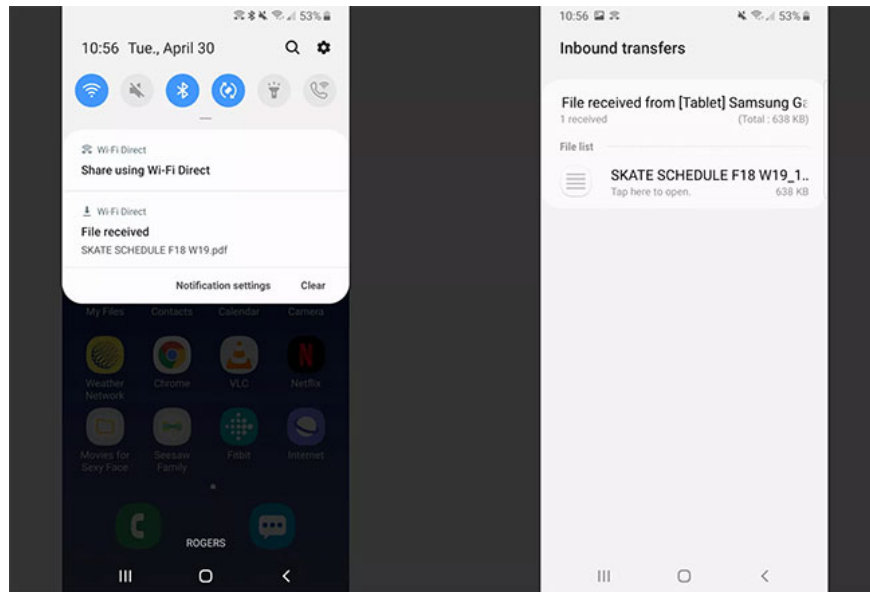 53%
10:56 Tue., April 30
Wi-Fi Direct
Share using Wi-Fi Direct
Wi-Fi Direct
File received
SKATE SCHEDULE F18 W19.pdf
Notification settings Clear
My Files Contacts Calendar Camera
Weather Network Chrome VLC Netflix
Movies for Sexy Face Seesaw Family Fitbit Internet
ROGERS
10:56 53%
Inbound transfers
File received from [Tablet] Samsung Ga
1 received (Total : 638 KB)
File list
SKATE SCHEDULE F18 W19_1..
Tap here to open. 638 KB